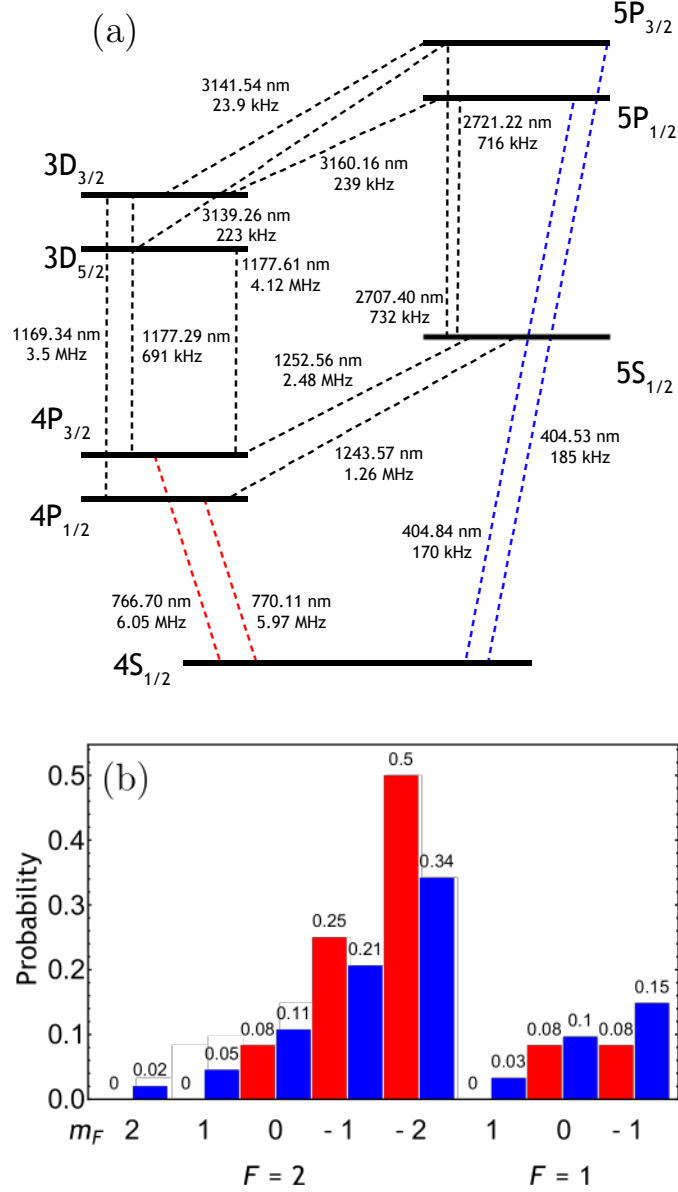 (a)
5P3/2
3141.54 nm
23.9 kHz
2721.22 nm
716 kHz
5P1/2
3D3/2
3160.16 nm
239 kHz
3139.26 nm
223 kHz
3D5/2
1177.61 nm
4.12 MHz
2707.40 nm
732 kHz
1169.34 nm
3.5 MHz
1177.29 nm
691 kHz
1252.56 nm
2.48 MHz
5S1/2
4P3/2
1243.57 nm
1.26 MHz
404.53 nm
185 kHz
4P1/2
404.84 nm
170 kHz
766.70 nm
6.05 MHz
770.11 nm
5.97 MHz
4S1/2
(b)
Probability
0.5
0.4
0.3
0.2
0.1
0.0
0 0.02 0 0.05 0.08 0.11 0.25 0.21 0.5 0.34 0 0.03 0.08 0.1 0.08 0.15
mF 2 1 0 -1 -2 1 0 -1
F = 2 F = 1